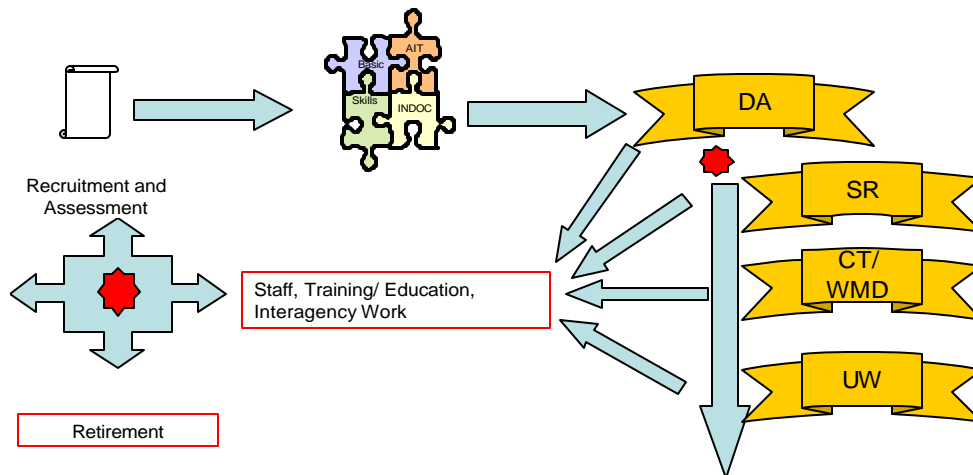 AIT
Basic
Skills
INDOC
DA
Recruitment and
Assessment
SR
Staff, Training/ Education,
Interagency Work
CT/
WMD
UW
Retirement